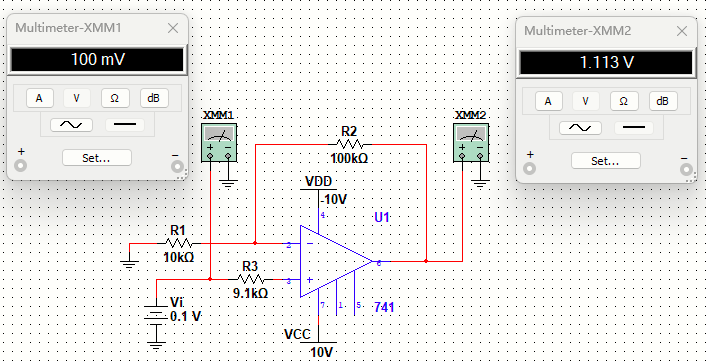 Multimeter-XMM1
100 mV
A V Ω dB
+ −
Set...
Multimeter-XMM2
1.113 V
A V Ω dB
+ −
Set...
XMM1
XMM2
R2
100kΩ
VDD
-10V
4
U1
R1
10kΩ
2
6
R3
9.1kΩ
3
7 1 5
741
Vi
0.1 V
VCC
10V